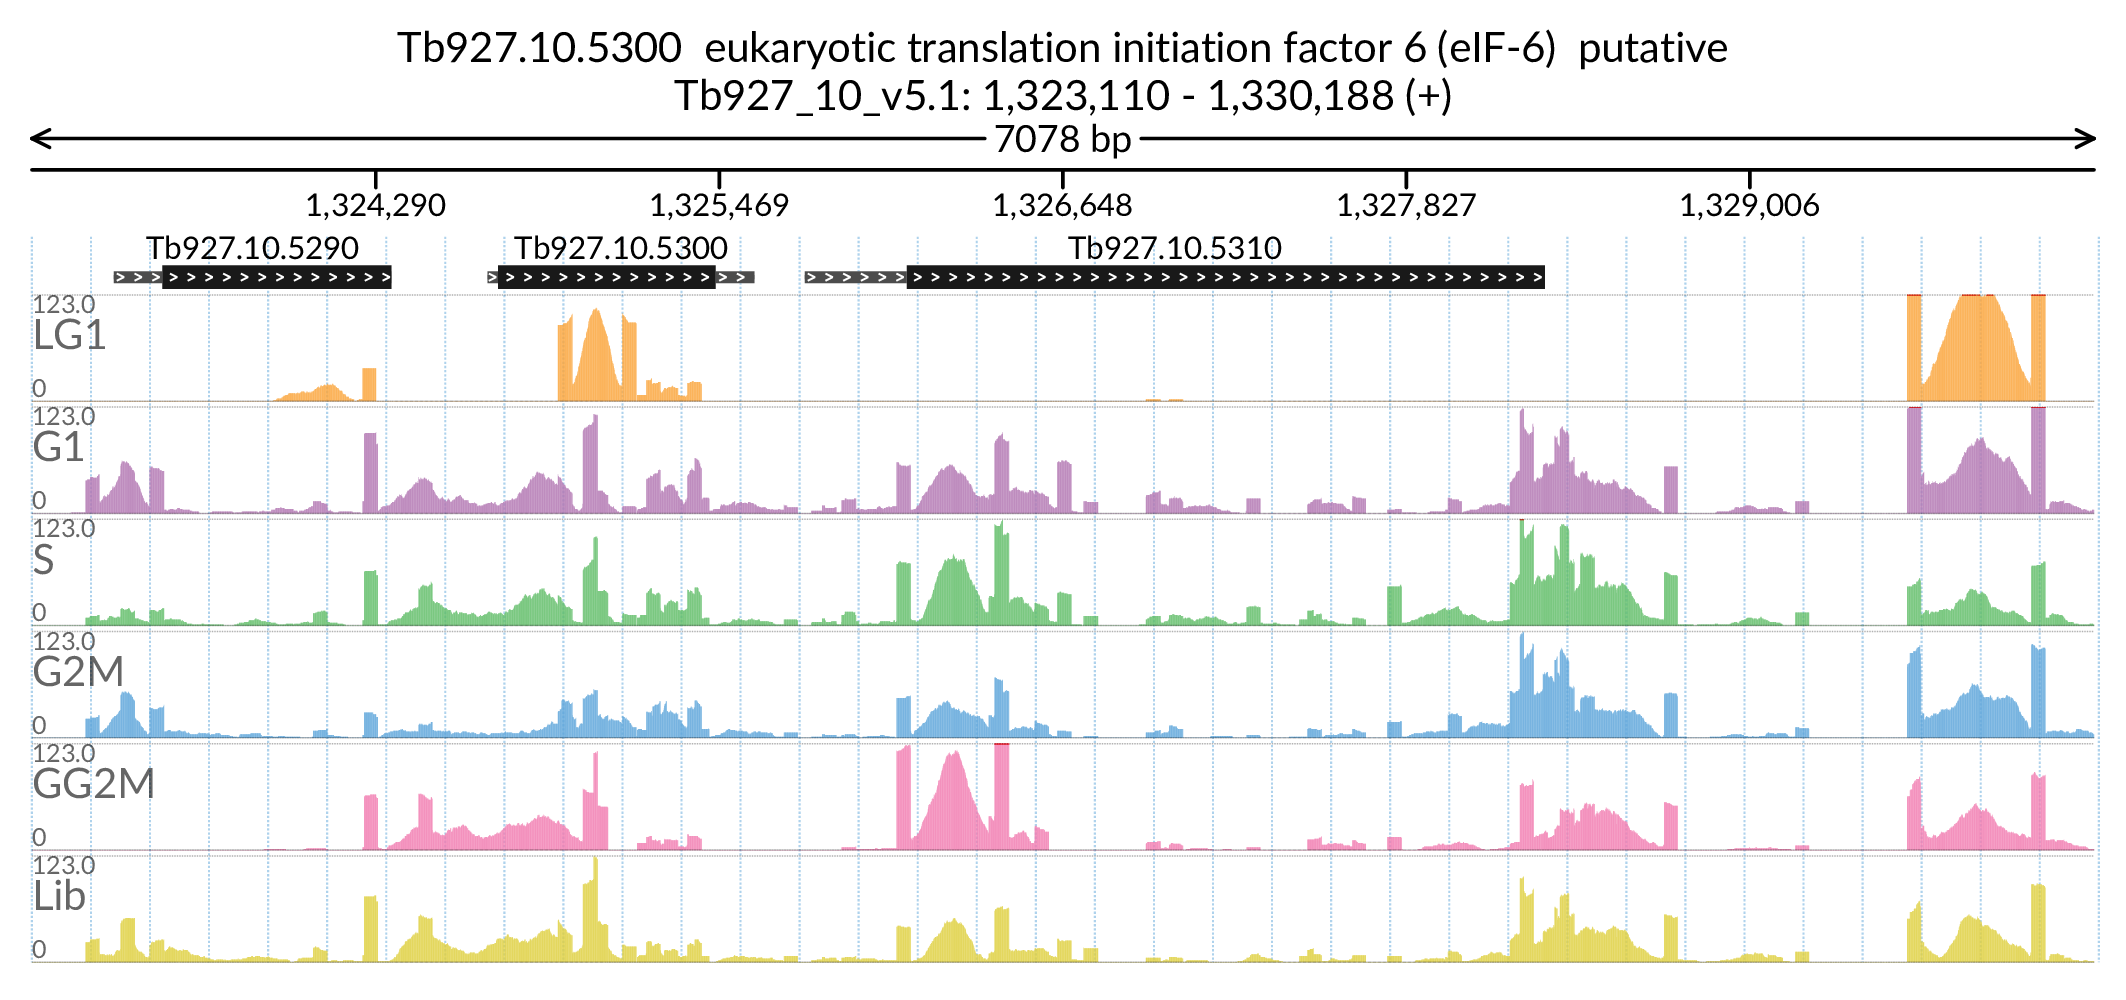 Tb927.10.5300 eukaryotic translation initiation factor 6 (eIF-6) putative
Tb927_10_v5.1: 1,323,110 - 1,330,188 (+)
7078 bp
1,324,290 1,325,469 1,326,648 1,327,827 1,329,006
Tb927.10.5290 Tb927.10.5300 Tb927.10.5310
123.0
LG1
0
123.0
G1
0
123.0
S
0
123.0
G2M
0
123.0
GG2M
0
123.0
Lib
0